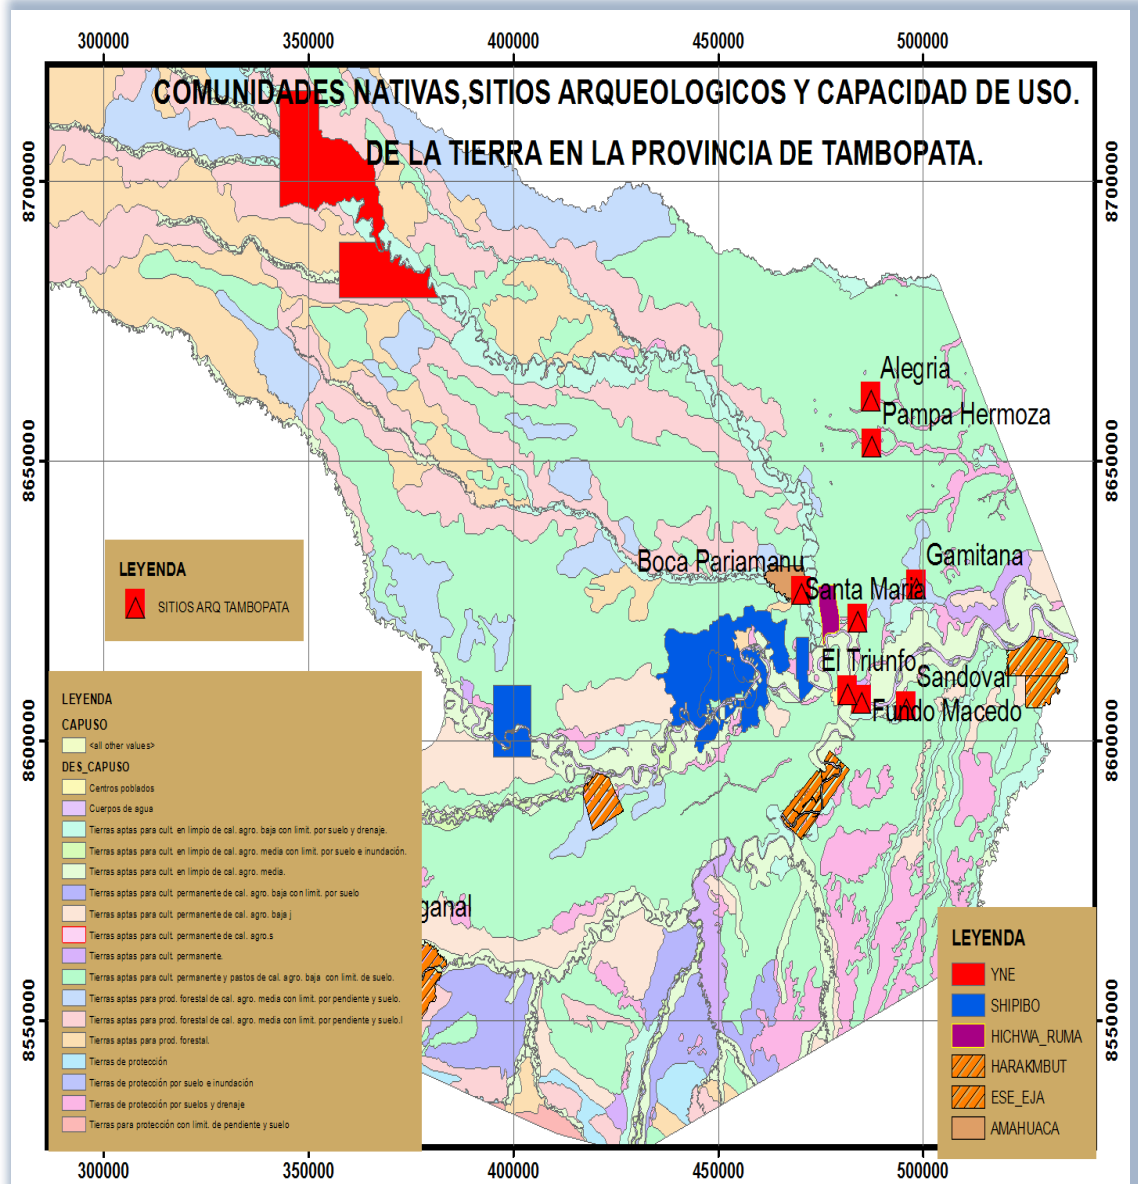 300000 350000 400000 450000 500000
COMUNIDADES NATIVAS,SITIOS ARQUEOLOGICOS Y CAPACIDAD DE USO.
DE LA TIERRA EN LA PROVINCIA DE TAMBOPATA.
8700000
8700000
Alegria
Pampa Hermoza
8650000
8650000
Boca Pariamanu
Gamitana
Santa Maria
LEYENDA
SITIOS ARQ TAMBOPATA
El Triunfo
Sandoval
Fundo Macedo
8600000
8600000
LEYENDA
CAPUSO
<all other values>
DES_CAPUSO
Centros poblados
Cuerpos de agua
Tierras aptas para cult. en limpio de cal. agro. baja con limit. por suelo y drenaje.
Tierras aptas para cult. en limpio de cal. agro. media con limit. por suelo e inundación.
Tierras aptas para cult. en limpio de cal. agro. media.
Tierras aptas para cult. permanente de cal. agro. baja con limit. por suelo
Tierras aptas para cult. permanente de cal. agro. baja j
Tierras aptas para cult. permanente de cal. agro.s
Tierras aptas para cult. permanente.
Tierras aptas para cult. permanente y pastos de cal. agro. baja con limit. de suelo.
Tierras aptas para prod. forestal de cal. agro. media con limit. por pendiente y suelo.
Tierras aptas para prod. forestal de cal. agro. media con limit. por pendiente y suelo.l
Tierras aptas para prod. forestal.
Tierras de protección
Tierras de protección por suelo e inundación
Tierras de protección por suelos y drenaje
Tierras para protección con limit. de pendiente y suelo
ganal
8550000
8550000
LEYENDA
YNE
SHIPIBO
HICHWA_RUMA
HARAKMBUT
ESE_EJA
AMAHUACA
300000 350000 400000 450000 500000